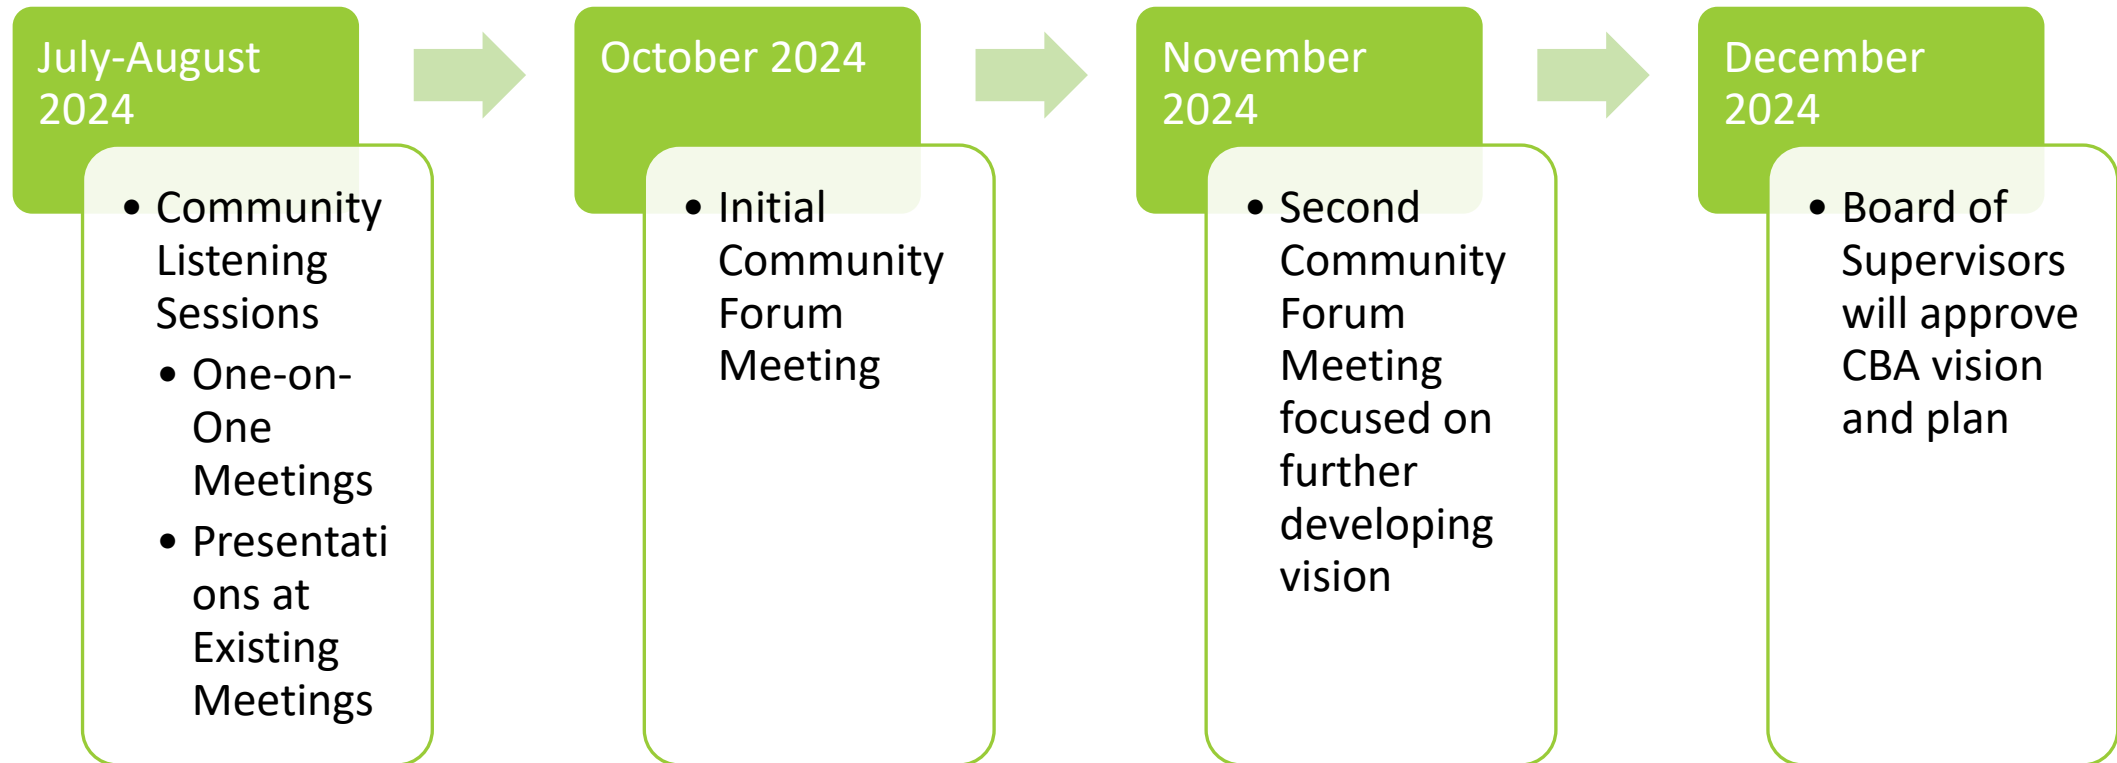 July-August
2024
• Community
Listening
Sessions
• One-on-
One
Meetings
• Presentati
ons at
Existing
Meetings
October 2024
• Initial
Community
Forum
Meeting
November
2024
• Second
Community
Forum
Meeting
focused on
further
developing
vision
December
2024
• Board of
Supervisors
will approve
CBA vision
and plan